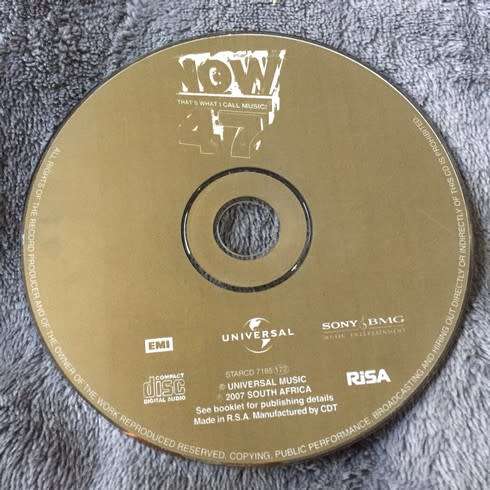 NOW
THAT'S WHAT I CALL MUSIC!
47
EMI
UNIVERSAL
SONY BMG
MUSIC ENTERTAINMENT
COMPACT
disc
DIGITAL AUDIO
STARCD 7185
℗ UNIVERSAL MUSIC
© 2007 SOUTH AFRICA
See booklet for publishing details
Made in R.S.A. Manufactured by CDT
RiSA
ALL RIGHTS OF THE RECORD PRODUCER AND OF THE OWNER OF THE WORK REPRODUCED RESERVED, COPYING, PUBLIC PERFORMANCE, BROADCASTING AND HIRING OUT DIRECTLY OR INDIRECTLY OF THIS CD IS PROHIBITED.